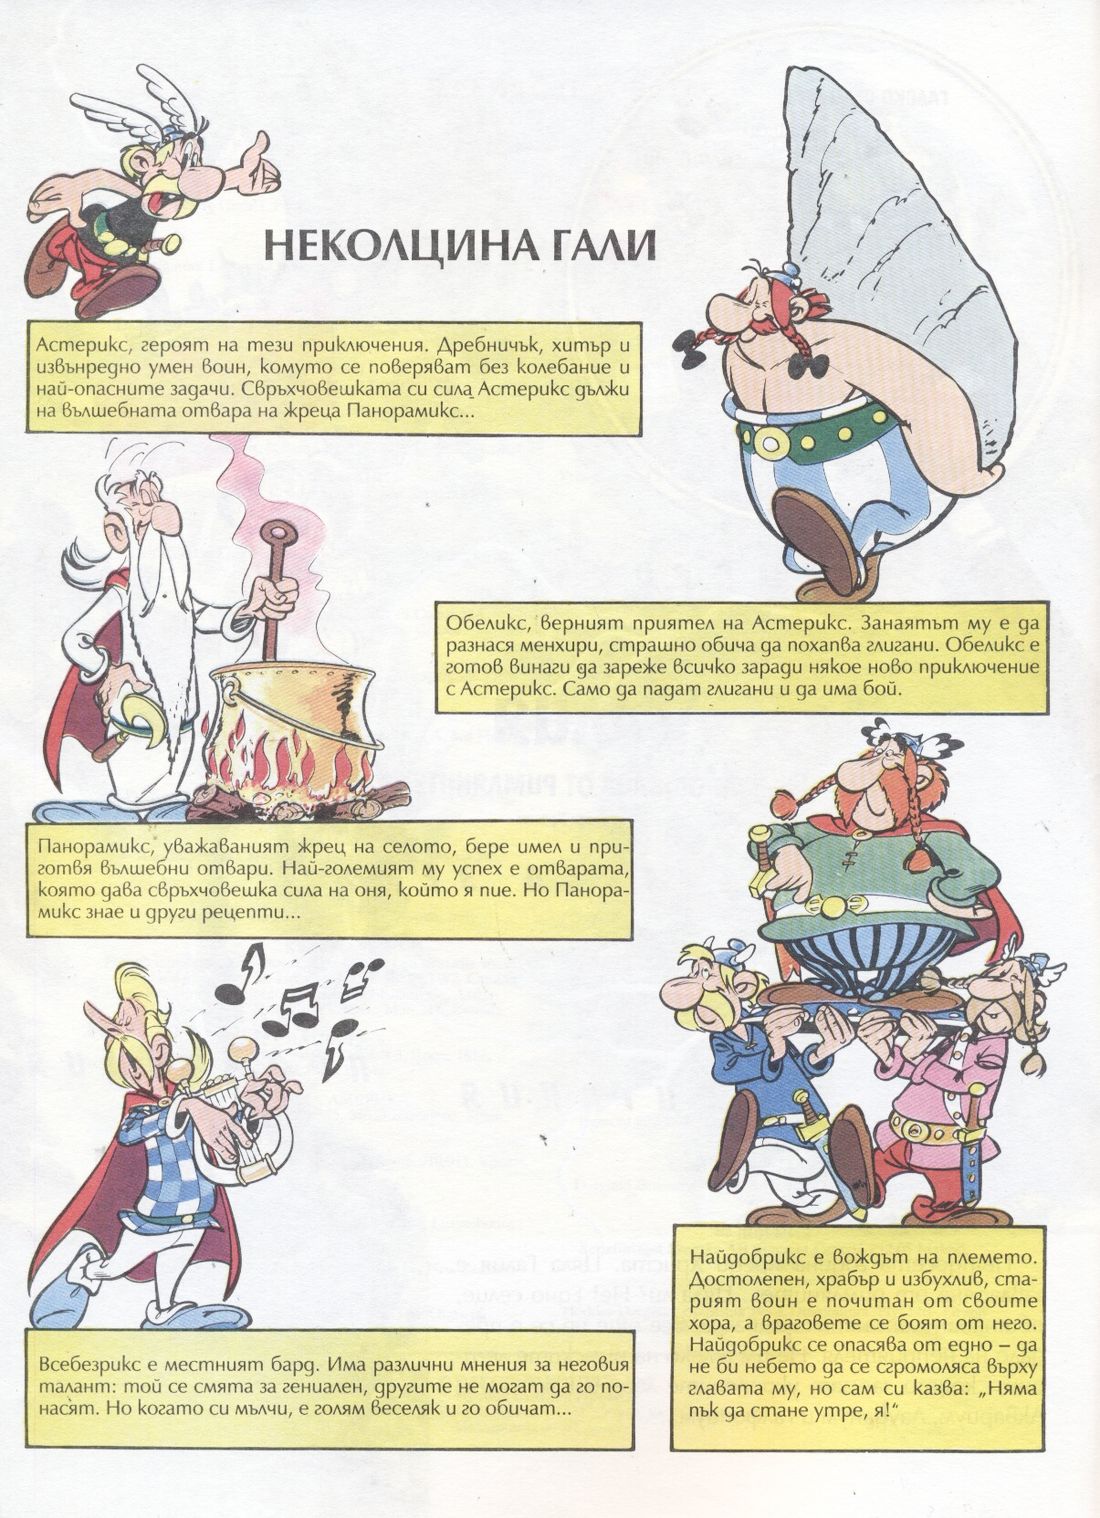 НЕКОЛЦИНА ГАЛИ
Астерикс, героят на тези приключения. Дребничък, хитър и
извънредно умен воин, комуто се поверяват без колебание и
най-опасните задачи. Свръхчовешката си сила Астерикс дължи
на вълшебната отвара на жреца Панорамикс...
Обеликс, верният приятел на Астерикс. Занаятът му е да
разнася менхири, страшно обича да похапва глигани. Обеликс е
готов винаги да зареже всичко заради някое ново приключение
с Астерикс. Само да падат глигани и да има бой.
Панорамикс, уважаваният жрец на селото, бере имел и при-
готвя вълшебни отвари. Най-големият му успех е отварата,
която дава свръхчовешка сила на оня, който я пие. Но Панора-
микс знае и други рецепти...
Всебезрикс е местният бард. Има различни мнения за неговия
талант: той се смята за гениален, другите не могат да го по-
насят. Но когато си мълчи, е голям веселяк и го обичат...
Найдобрикс е вождът на племето.
Достолепен, храбър и избухлив, ста-
рият воин е почитан от своите
хора, а враговете се боят от него.
Найдобрикс се опасява от едно – да
не би небето да се сгромоляса върху
главата му, но сам си казва: „Няма
пък да стане утре, я!“